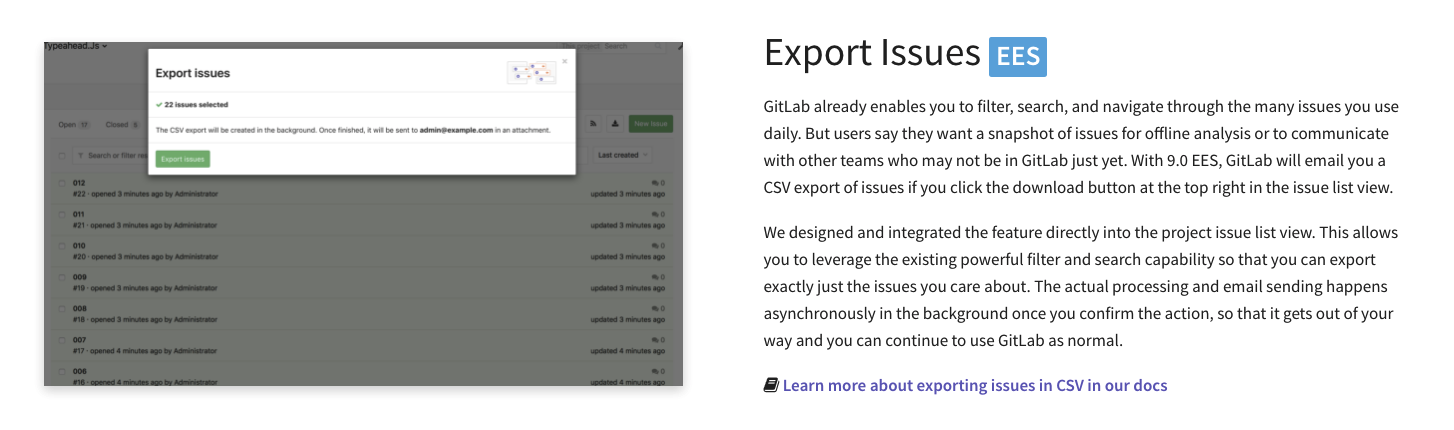 Typeahead.Js
This project Search
Export issues
22 issues selected
The CSV export will be created in the background. Once finished, it will be sent to admin@example.com in an attachment.
Export issues
Open 17 Closed 5
New issue
Search or filter res
Last created
012 0
#22 · opened 3 minutes ago by Administrator updated 3 minutes ago
011 0
#21 · opened 3 minutes ago by Administrator updated 3 minutes ago
010 0
#20 · opened 3 minutes ago by Administrator updated 3 minutes ago
009 0
#19 · opened 3 minutes ago by Administrator updated 3 minutes ago
008 0
#18 · opened 3 minutes ago by Administrator updated 3 minutes ago
007 0
#17 · opened 4 minutes ago by Administrator updated 4 minutes ago
006 0
#16 · opened 4 minutes ago by Administrator updated 4 minutes ago
Export Issues EES
GitLab already enables you to filter, search, and navigate through the many issues you use
daily. But users say they want a snapshot of issues for offline analysis or to communicate
with other teams who may not be in GitLab just yet. With 9.0 EES, GitLab will email you a
CSV export of issues if you click the download button at the top right in the issue list view.
We designed and integrated the feature directly into the project issue list view. This allows
you to leverage the existing powerful filter and search capability so that you can export
exactly just the issues you care about. The actual processing and email sending happens
asynchronously in the background once you confirm the action, so that it gets out of your
way and you can continue to use GitLab as normal.
Learn more about exporting issues in CSV in our docs